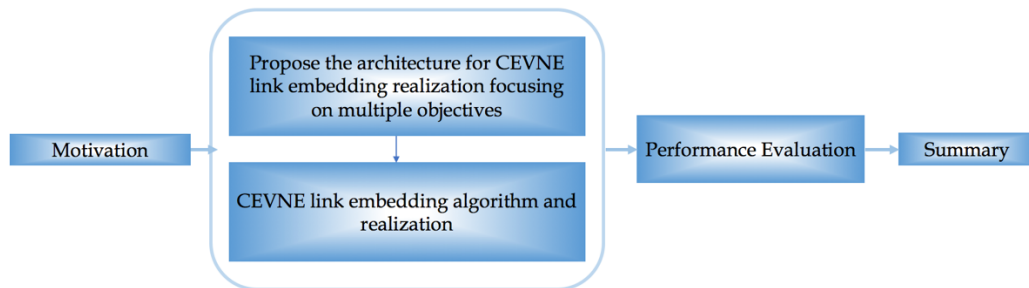 Motivation
Propose the architecture for CEVNE
link embedding realization focusing
on multiple objectives
CEVNE link embedding algorithm and
realization
Performance Evaluation
Summary